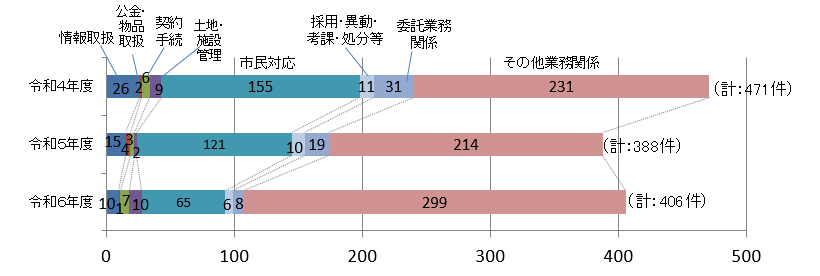 公金・
物品
取扱
契約
手続
情報取扱
土地・
施設
管理
市民対応
採用・異動・
考課・処分等
委託業務
関係
その他業務関係
令和4年度
26
2
6
9
155
11
31
231
(計：471件)
令和5年度
15
4
3
2
121
10
19
214
(計：388件)
令和6年度
10
1
7
10
65
6
8
299
(計：406件)
0
100
200
300
400
500